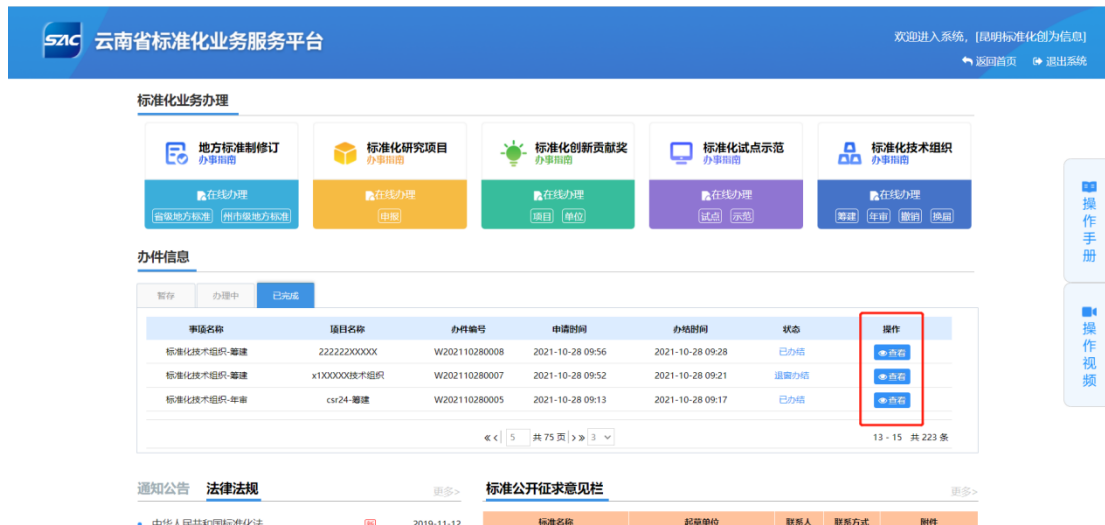 SAC 云南省标准化业务服务平台
欢迎进入系统, [昆明标准化创为信息]
返回首页 退出系统
标准化业务办理
地方标准制修订
办事指南
在线办理
省级地方标准 州市级地方标准
标准化研究项目
办事指南
在线办理
申报
标准化创新贡献奖
办事指南
在线办理
项目 单位
标准化试点示范
办事指南
在线办理
试点 示范
标准化技术组织
办事指南
在线办理
筹建 年审 撤销 换届
操作手册
操作视频
办件信息
暂存 办理中 已完成
事项名称 项目名称 办件编号 申请时间 办结时间 状态 操作
标准化技术组织-筹建 222222XXXXX W202110280008 2021-10-28 09:56 2021-10-28 09:28 已办结 查看
标准化技术组织-筹建 x1XXXXX技术组织 W202110280007 2021-10-28 09:52 2021-10-28 09:21 退窗办结 查看
标准化技术组织-年审 csr24-筹建 W202110280005 2021-10-28 09:13 2021-10-28 09:17 已办结 查看
« ‹ 5 共 75 页 › » 3 13 - 15 共 223 条
通知公告 法律法规 更多>
标准公开征求意见栏 更多>
中华人民共和国标准化法 2019-11-12
标准名称 起草单位 联系人 联系方式 附件